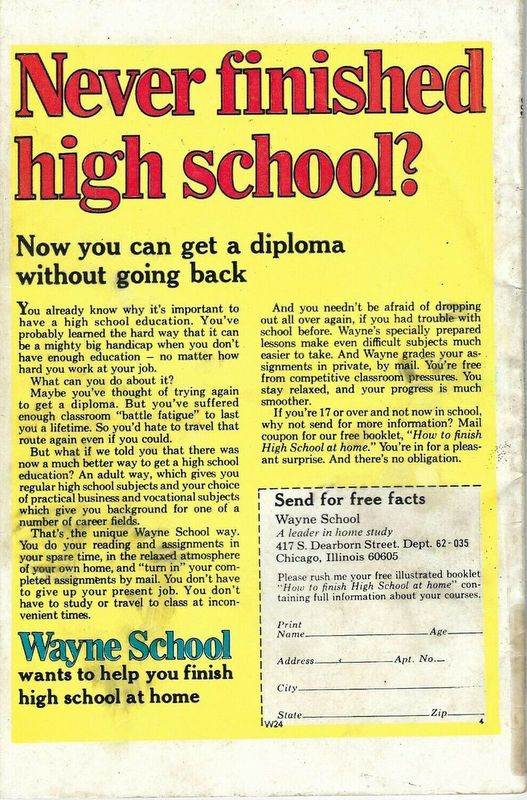 Never finished
high school?
Now you can get a diploma
without going back
You already know why it's important to
have a high school education. You've
probably learned the hard way that it can
be a mighty big handicap when you don't
have enough education – no matter how
hard you work at your job.
What can you do about it?
Maybe you've thought of trying again
to get a diploma. But you've suffered
enough classroom "battle fatigue" to last
you a lifetime. So you'd hate to travel that
route again even if you could.
But what if we told you that there was
now a much better way to get a high school
education? An adult way, which gives you
regular high school subjects and your choice
of practical business and vocational subjects
which give you background for one of a
number of career fields.
That's the unique Wayne School way.
You do your reading and assignments in
your spare time, in the relaxed atmosphere
of your own home, and "turn in" your com-
pleted assignments by mail. You don't have
to give up your present job. You don't
have to study or travel to class at incon-
venient times.
Wayne School
wants to help you finish
high school at home
And you needn't be afraid of dropping
out all over again, if you had trouble with
school before. Wayne's specially prepared
lessons make even difficult subjects much
easier to take. And Wayne grades your as-
signments in private, by mail. You're free
from competitive classroom pressures. You
stay relaxed, and your progress is much
smoother.
If you're 17 or over and not now in school,
why not send for more information? Mail
coupon for our free booklet, "How to finish
High School at home." You're in for a pleas-
ant surprise. And there's no obligation.
Send for free facts
Wayne School
A leader in home study
417 S. Dearborn Street. Dept. 62-035
Chicago, Illinois 60605
Please rush me your free illustrated booklet
"How to finish High School at home" con-
taining full information about your courses.
Print
Name Age
Address Apt. No.
City
State Zip
W24 4